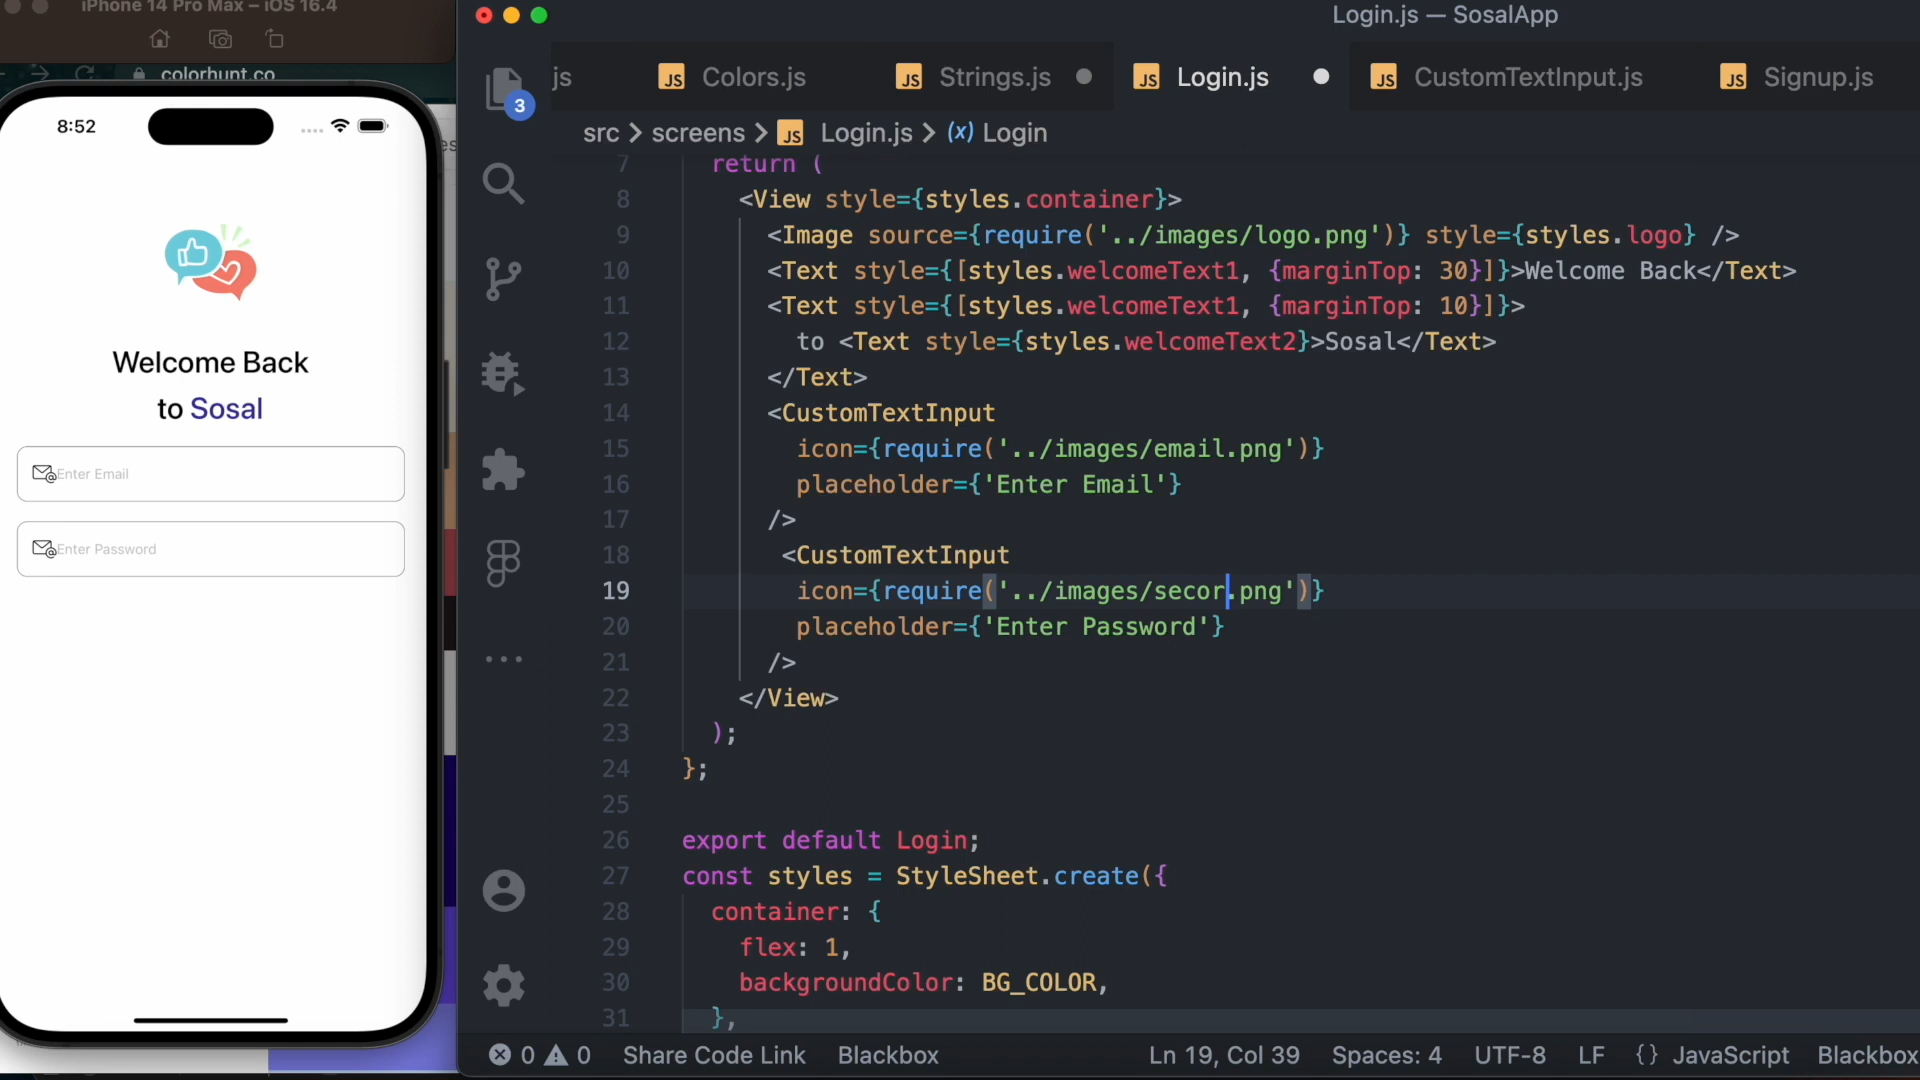 iPhone 14 Pro Max – iOS 16.4
colorhunt.co
8:52
Welcome Back
to Sosal
Enter Email
Enter Password
Login.js — SosalApp
js
JS Colors.js
JS Strings.js
JS Login.js
JS CustomTextInput.js
JS Signup.js
3
src > screens > JS Login.js > (x) Login
7 return (
8 <View style={styles.container}>
9 <Image source={require('../images/logo.png')} style={styles.logo} />
10 <Text style={[styles.welcomeText1, {marginTop: 30}]}>Welcome Back</Text>
11 <Text style={[styles.welcomeText1, {marginTop: 10}]}>
12 to <Text style={styles.welcomeText2}>Sosal</Text>
13 </Text>
14 <CustomTextInput
15 icon={require('../images/email.png')}
16 placeholder={'Enter Email'}
17 />
18 <CustomTextInput
19 icon={require('../images/secor.png')}
20 placeholder={'Enter Password'}
21 />
22 </View>
23 );
24 };
25
26 export default Login;
27 const styles = StyleSheet.create({
28 container: {
29 flex: 1,
30 backgroundColor: BG_COLOR,
31 },
0 0 Share Code Link Blackbox Ln 19, Col 39 Spaces: 4 UTF-8 LF {} JavaScript Blackbox